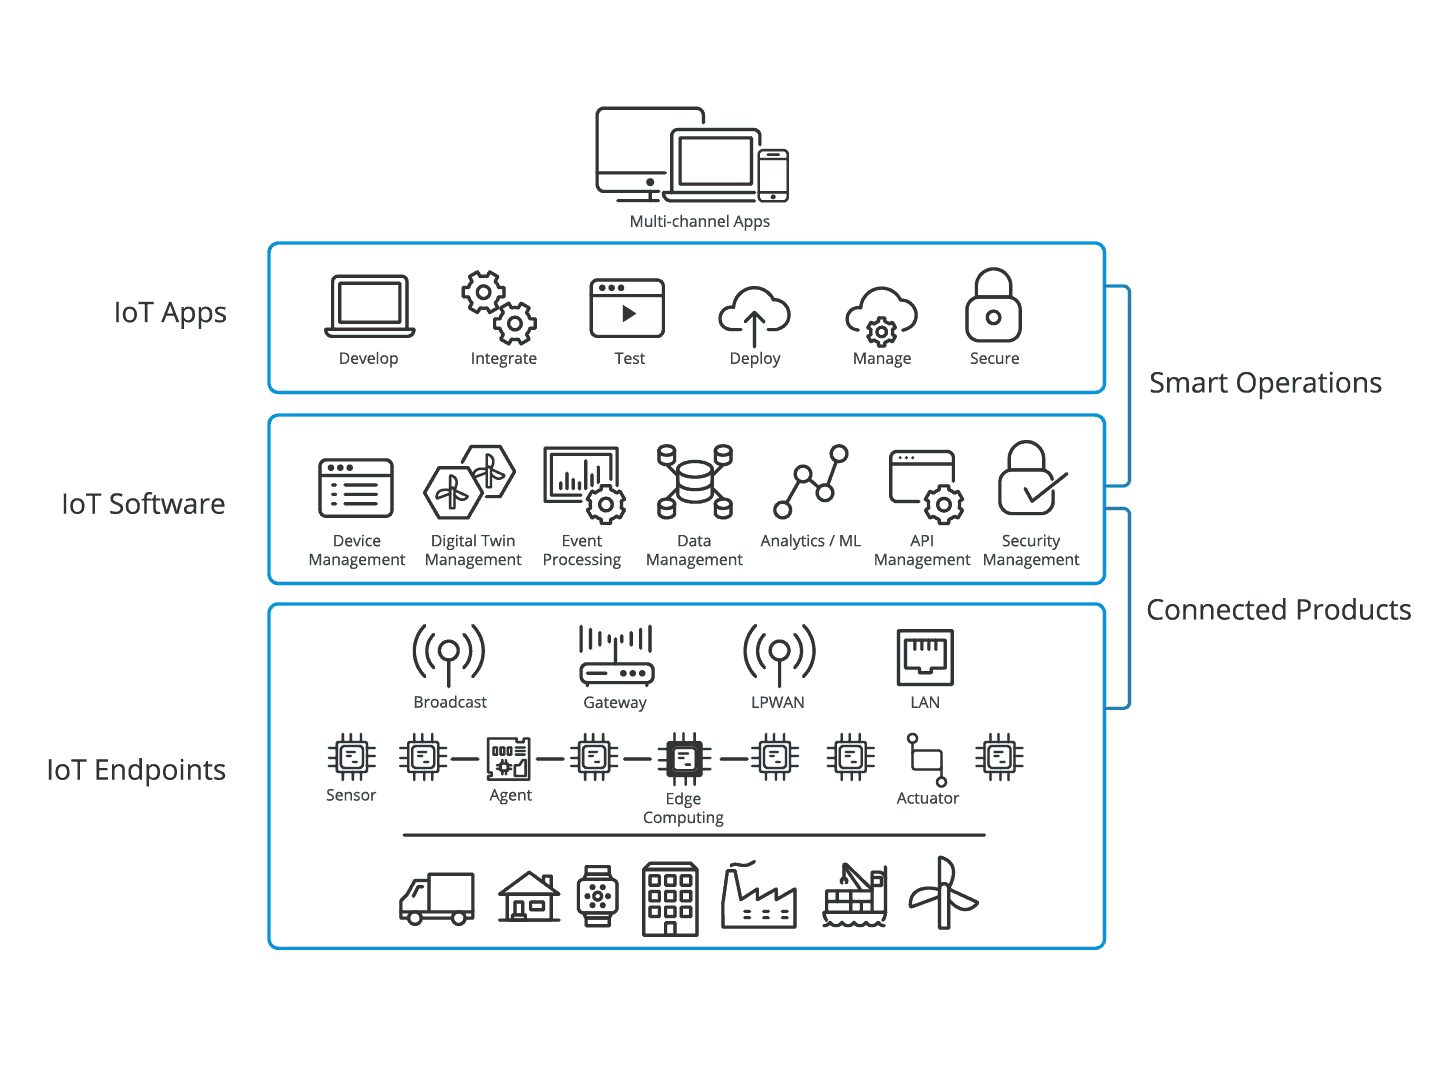 Multi-channel Apps
IoT Apps
Develop
Integrate
Test
Deploy
Manage
Secure
Smart Operations
IoT Software
Device
Management
Digital Twin
Management
Event
Processing
Data
Management
Analytics / ML
API
Management
Security
Management
Connected Products
IoT Endpoints
Broadcast
Gateway
LPWAN
LAN
Sensor
Agent
Edge
Computing
Actuator